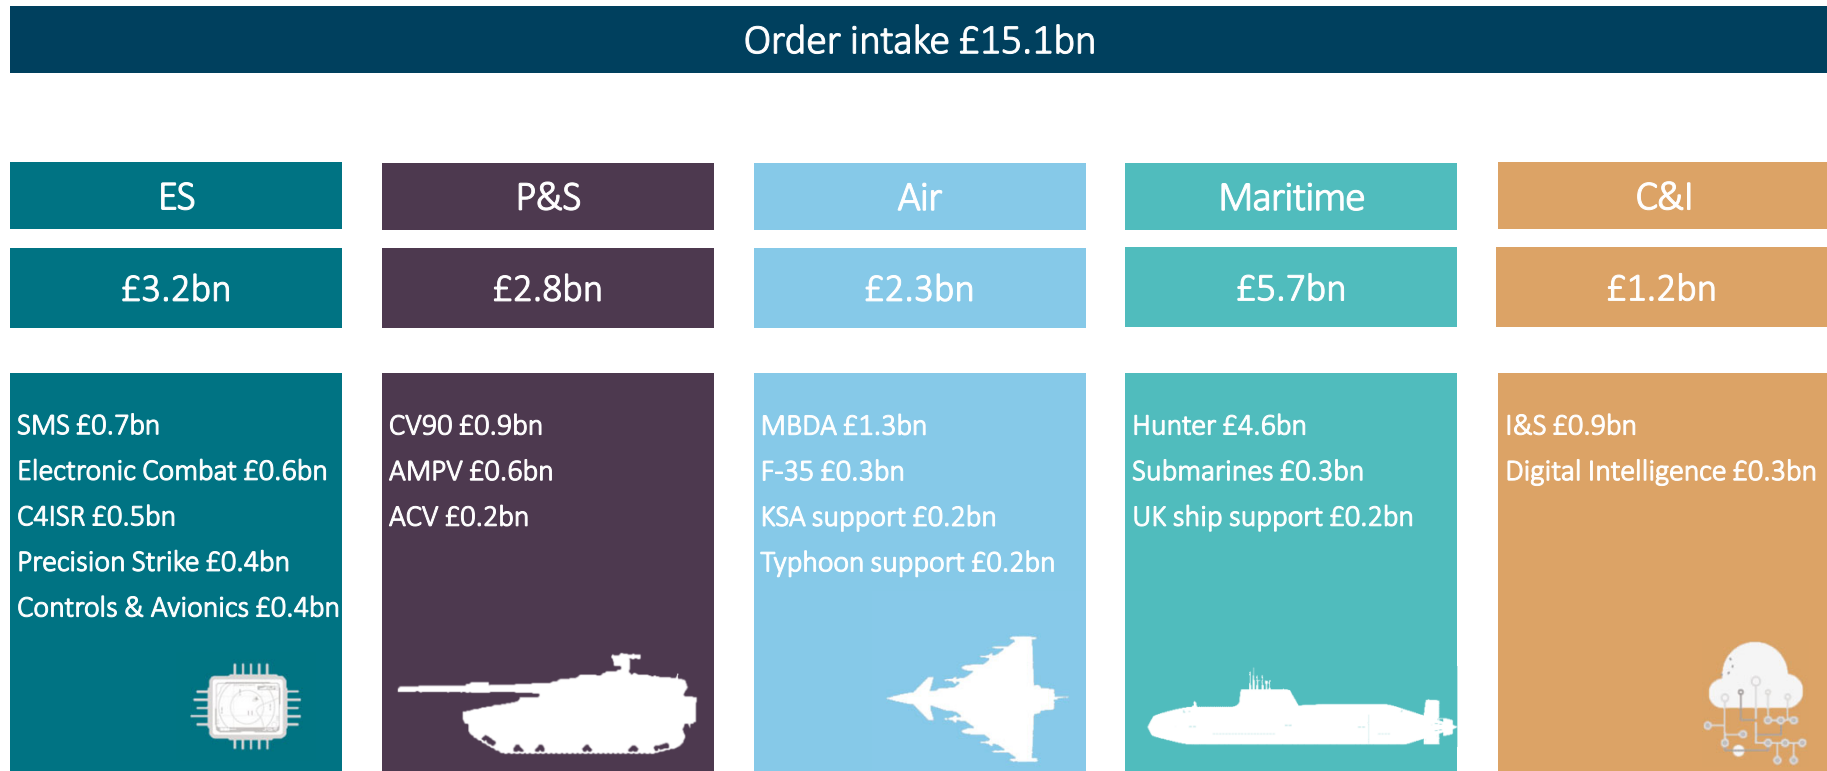 Order intake £15.1bn
ES
£3.2bn
SMS £0.7bn
Electronic Combat £0.6bn
C4ISR £0.5bn
Precision Strike £0.4bn
Controls & Avionics £0.4bn
P&S
£2.8bn
CV90 £0.9bn
AMPV £0.6bn
ACV £0.2bn
Air
£2.3bn
MBDA £1.3bn
F-35 £0.3bn
KSA support £0.2bn
Typhoon support £0.2bn
Maritime
£5.7bn
Hunter £4.6bn
Submarines £0.3bn
UK ship support £0.2bn
C&I
£1.2bn
I&S £0.9bn
Digital Intelligence £0.3bn